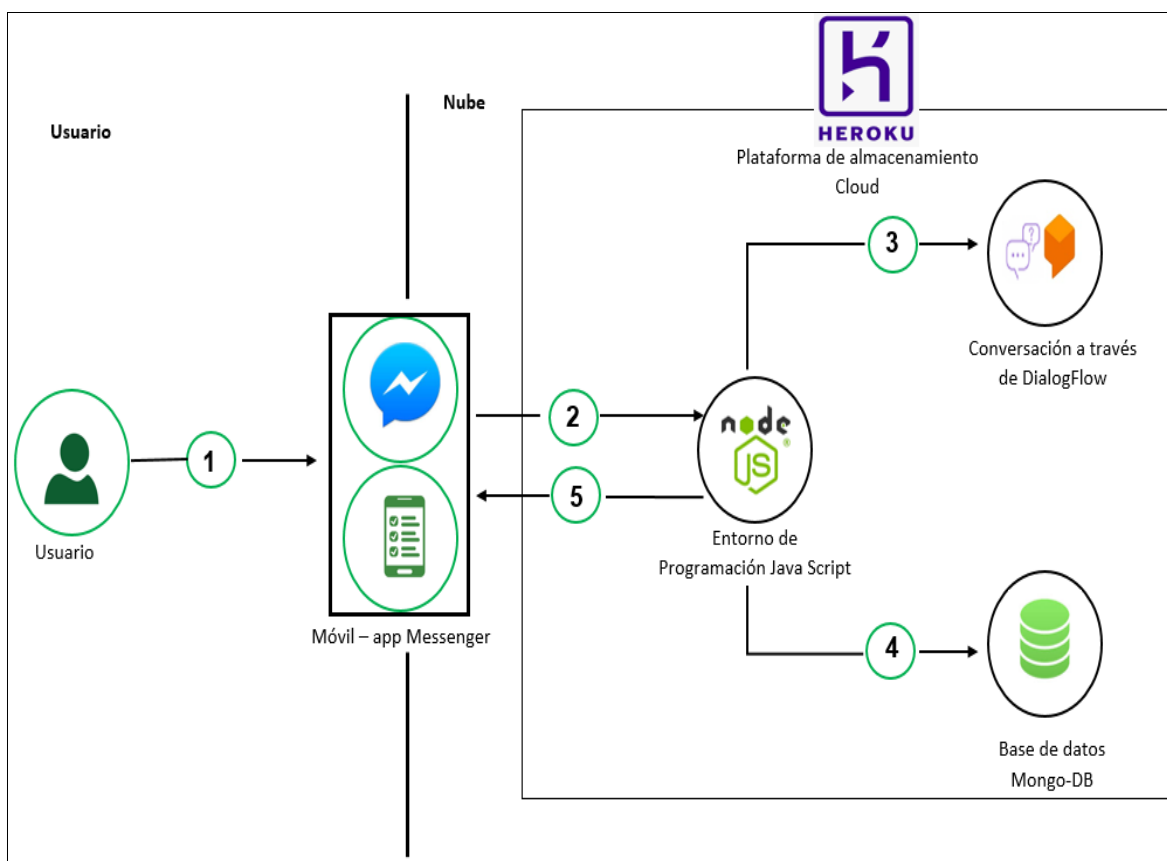 Usuario
Nube
HEROKU
Plataforma de almacenamiento
Cloud
3
Conversación a través
de DialogFlow
1
2
node
JS
®
5
Usuario
Entorno de
Programación Java Script
Móvil – app Messenger
4
Base de datos
Mongo-DB